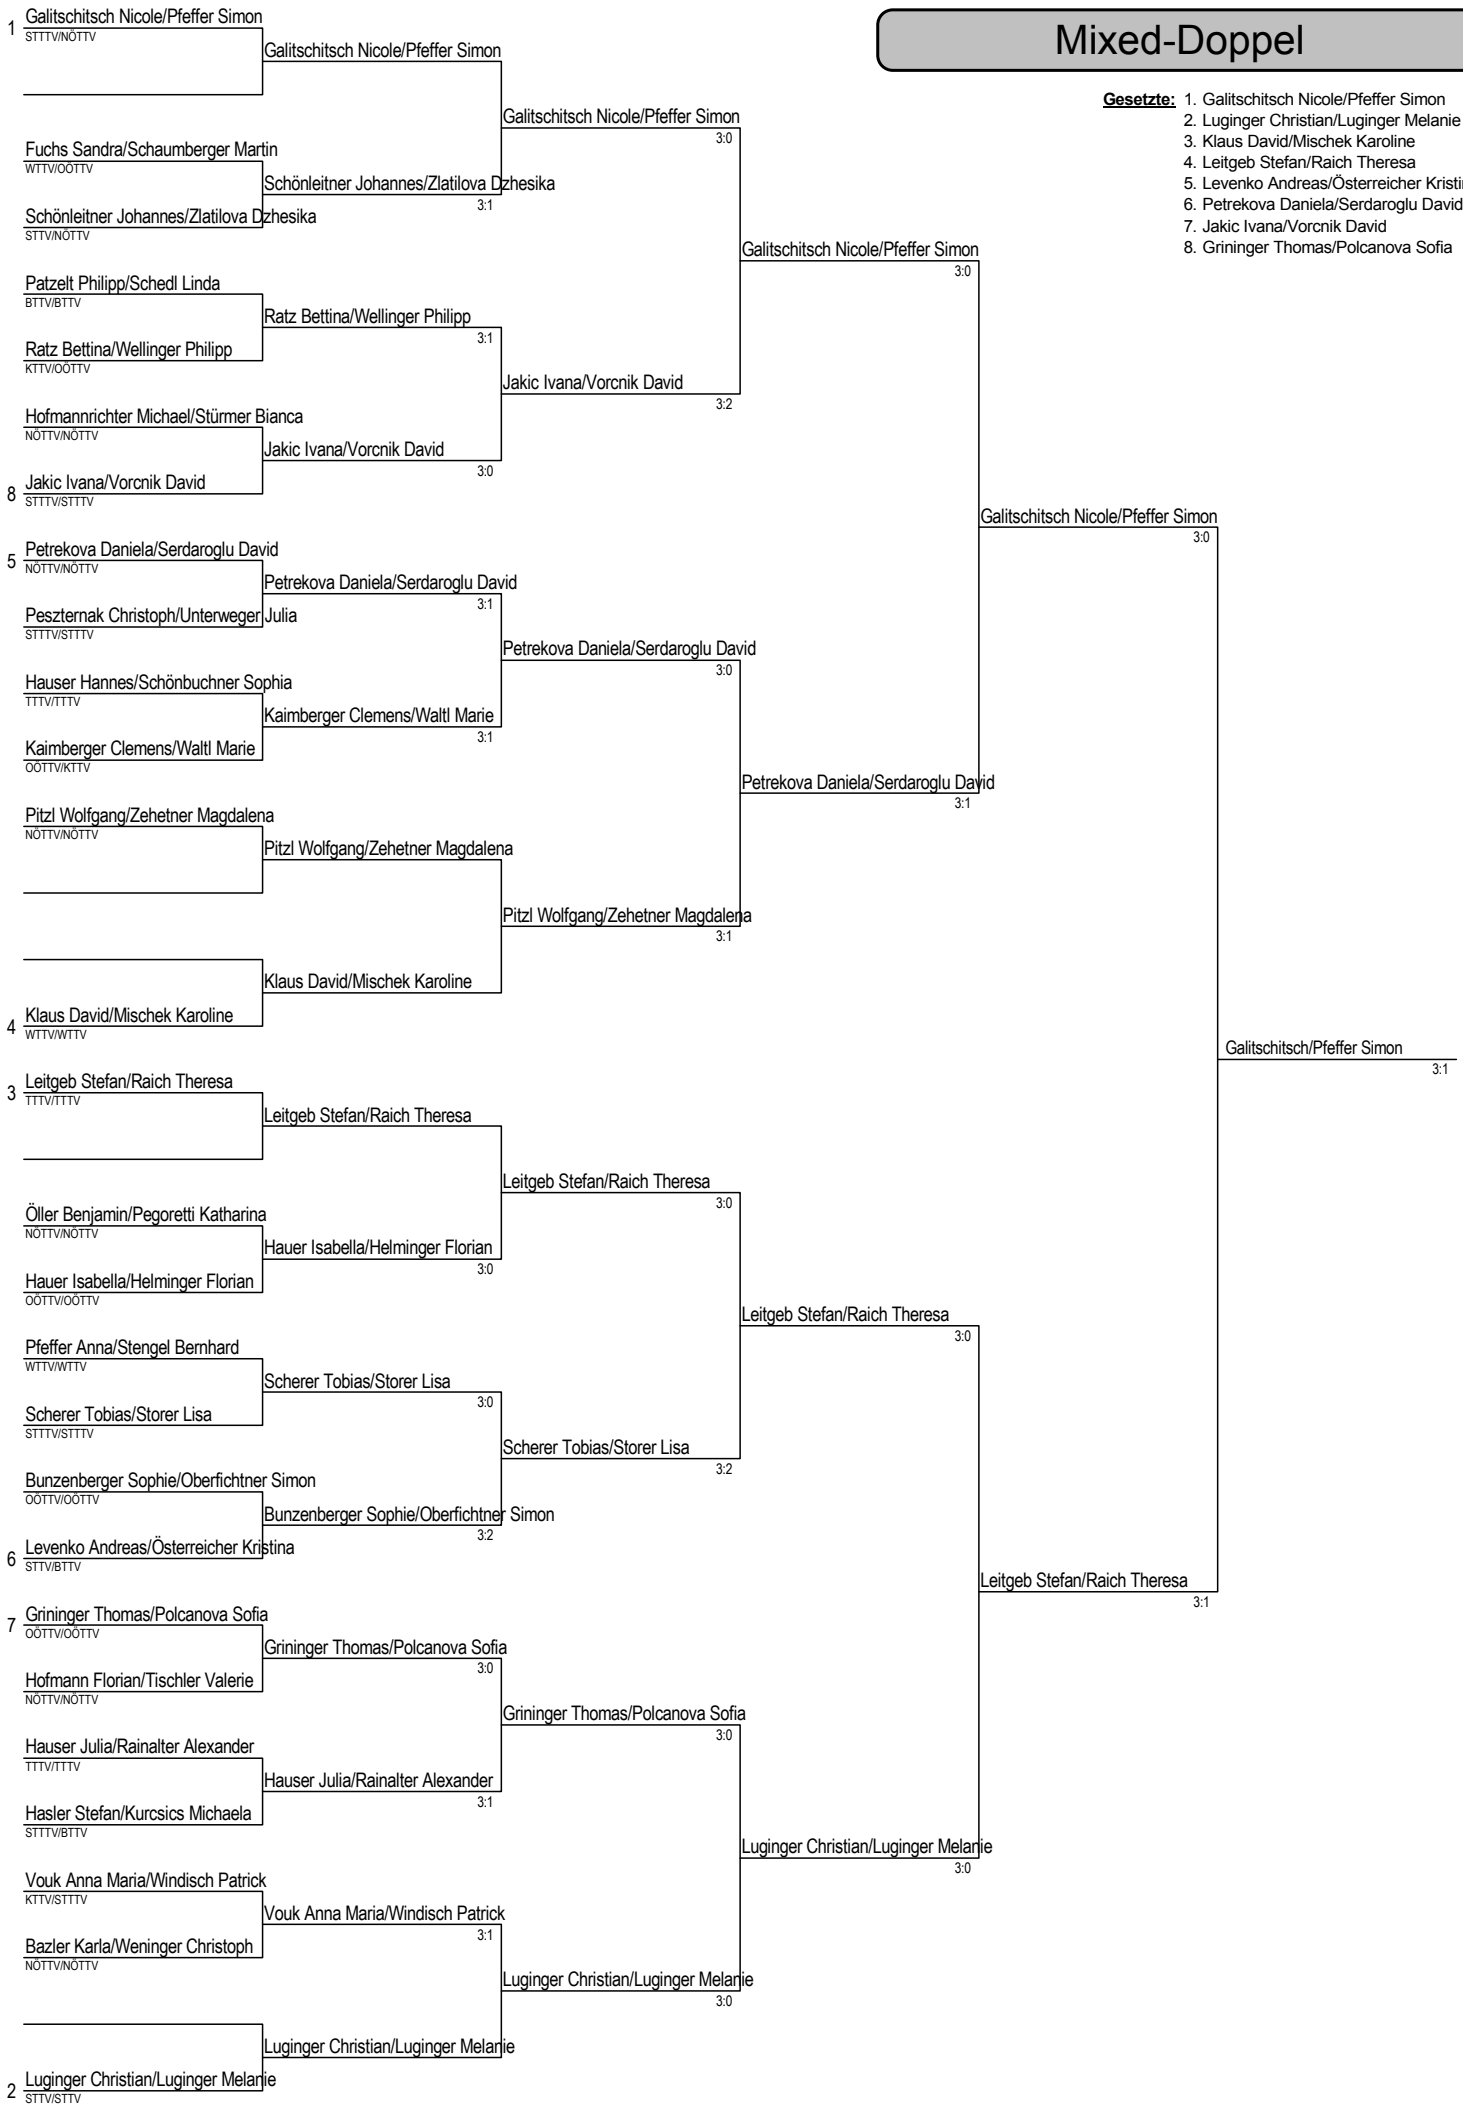 Mixed-Doppel
Gesetzte: 1. Galitschitsch Nicole/Pfeffer Simon
2. Luginger Christian/Luginger Melanie
3. Klaus David/Mischek Karoline
4. Leitgeb Stefan/Raich Theresa
5. Levenko Andreas/Österreicher Kristi
6. Petrekova Daniela/Serdaroglu David
7. Jakic Ivana/Vorcnik David
8. Grininger Thomas/Polcanova Sofia
1 Galitschitsch Nicole/Pfeffer Simon
STTTV/NÖTTV
Fuchs Sandra/Schaumberger Martin
WTTV/OÖTTV
Schönleitner Johannes/Zlatilova Dzhesika
STTV/NÖTTV
Patzelt Philipp/Schedl Linda
BTTV/BTTV
Ratz Bettina/Wellinger Philipp
KTTV/OÖTTV
Hofmannrichter Michael/Stürmer Bianca
NÖTTV/NÖTTV
8 Jakic Ivana/Vorcnik David
STTTV/STTTV
5 Petrekova Daniela/Serdaroglu David
NÖTTV/NÖTTV
Peszternak Christoph/Unterweger Julia
STTTV/STTTV
Hauser Hannes/Schönbuchner Sophia
TTTV/TTTV
Kaimberger Clemens/Waltl Marie
OÖTTV/KTTV
Pitzl Wolfgang/Zehetner Magdalena
NÖTTV/NÖTTV
4 Klaus David/Mischek Karoline
WTTV/WTTV
3 Leitgeb Stefan/Raich Theresa
TTTV/TTTV
Öller Benjamin/Pegoretti Katharina
NÖTTV/NÖTTV
Hauer Isabella/Helminger Florian
OÖTTV/OÖTTV
Pfeffer Anna/Stengel Bernhard
WTTV/WTTV
Scherer Tobias/Storer Lisa
STTTV/STTTV
Bunzenberger Sophie/Oberfichtner Simon
OÖTTV/OÖTTV
6 Levenko Andreas/Österreicher Kristina
STTV/BTTV
7 Grininger Thomas/Polcanova Sofia
OÖTTV/OÖTTV
Hofmann Florian/Tischler Valerie
NÖTTV/NÖTTV
Hauser Julia/Rainalter Alexander
TTTV/TTTV
Hasler Stefan/Kurcsics Michaela
STTTV/BTTV
Vouk Anna Maria/Windisch Patrick
KTTV/STTTV
Bazler Karla/Weninger Christoph
NÖTTV/NÖTTV
2 Luginger Christian/Luginger Melanie
STTV/STTV
Galitschitsch Nicole/Pfeffer Simon
Schönleitner Johannes/Zlatilova Dzhesika
3:1
Ratz Bettina/Wellinger Philipp
3:1
Jakic Ivana/Vorcnik David
3:0
Petrekova Daniela/Serdaroglu David
3:1
Kaimberger Clemens/Waltl Marie
3:1
Pitzl Wolfgang/Zehetner Magdalena
Klaus David/Mischek Karoline
Leitgeb Stefan/Raich Theresa
Hauer Isabella/Helminger Florian
3:0
Scherer Tobias/Storer Lisa
3:0
Bunzenberger Sophie/Oberfichtner Simon
3:2
Grininger Thomas/Polcanova Sofia
3:0
Hauser Julia/Rainalter Alexander
3:1
Vouk Anna Maria/Windisch Patrick
3:1
Luginger Christian/Luginger Melanie
Galitschitsch Nicole/Pfeffer Simon
3:0
Jakic Ivana/Vorcnik David
3:2
Petrekova Daniela/Serdaroglu David
3:0
Pitzl Wolfgang/Zehetner Magdalena
3:1
Leitgeb Stefan/Raich Theresa
3:0
Scherer Tobias/Storer Lisa
3:2
Grininger Thomas/Polcanova Sofia
3:0
Luginger Christian/Luginger Melanie
3:0
Galitschitsch Nicole/Pfeffer Simon
3:0
Petrekova Daniela/Serdaroglu David
3:1
Leitgeb Stefan/Raich Theresa
3:0
Luginger Christian/Luginger Melanie
3:0
Galitschitsch Nicole/Pfeffer Simon
3:0
Leitgeb Stefan/Raich Theresa
3:1
Galitschitsch/Pfeffer Simon
3:1